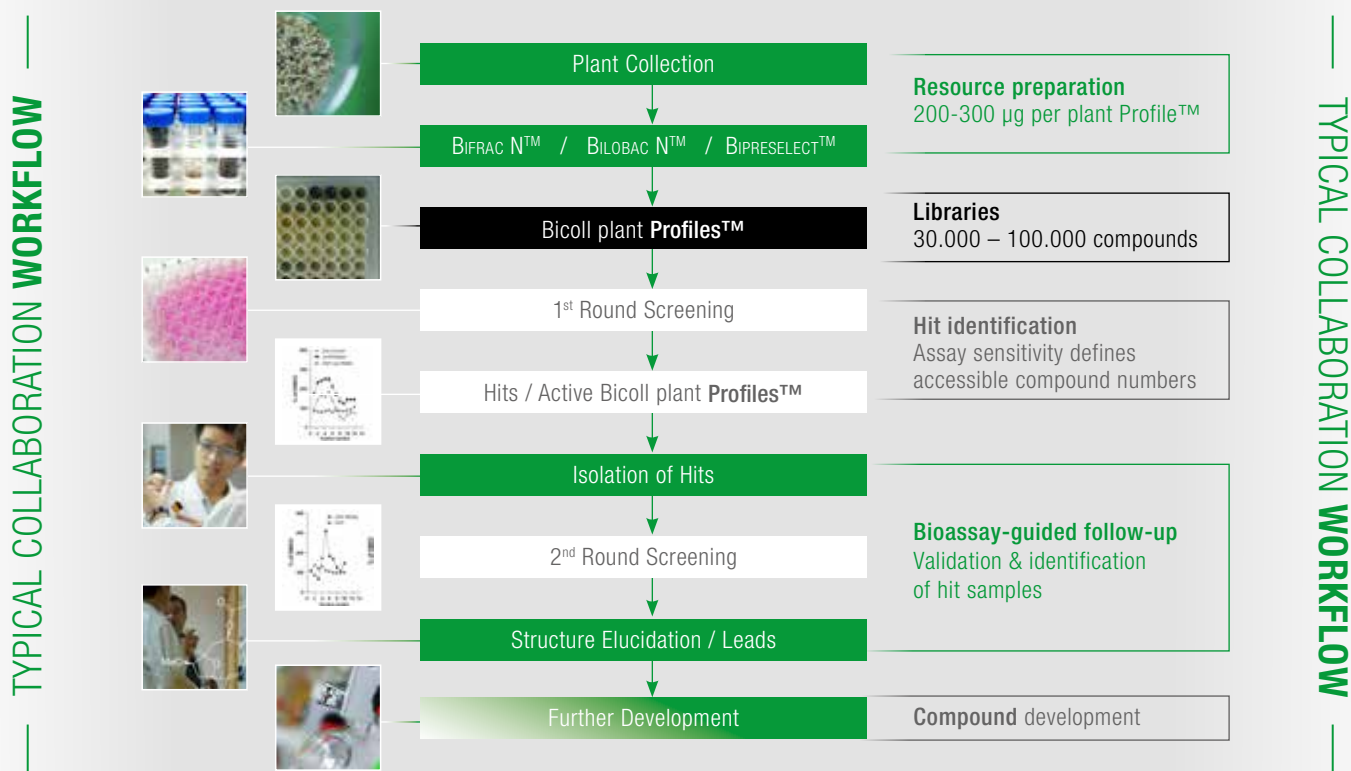 TYPICAL COLLABORATION WORKFLOW
Plant Collection
Resource preparation
200-300 µg per plant Profile™
BIFRAC N™ / BILOBAC N™ / BIPRESELECT™
Bicoll plant Profiles™
Libraries
30.000 – 100.000 compounds
1st Round Screening
Hit identification
Assay sensitivity defines
accessible compound numbers
Hits / Active Bicoll plant Profiles™
Isolation of Hits
2nd Round Screening
Bioassay-guided follow-up
Validation & identification
of hit samples
Structure Elucidation / Leads
Further Development
Compound development
TYPICAL COLLABORATION WORKFLOW